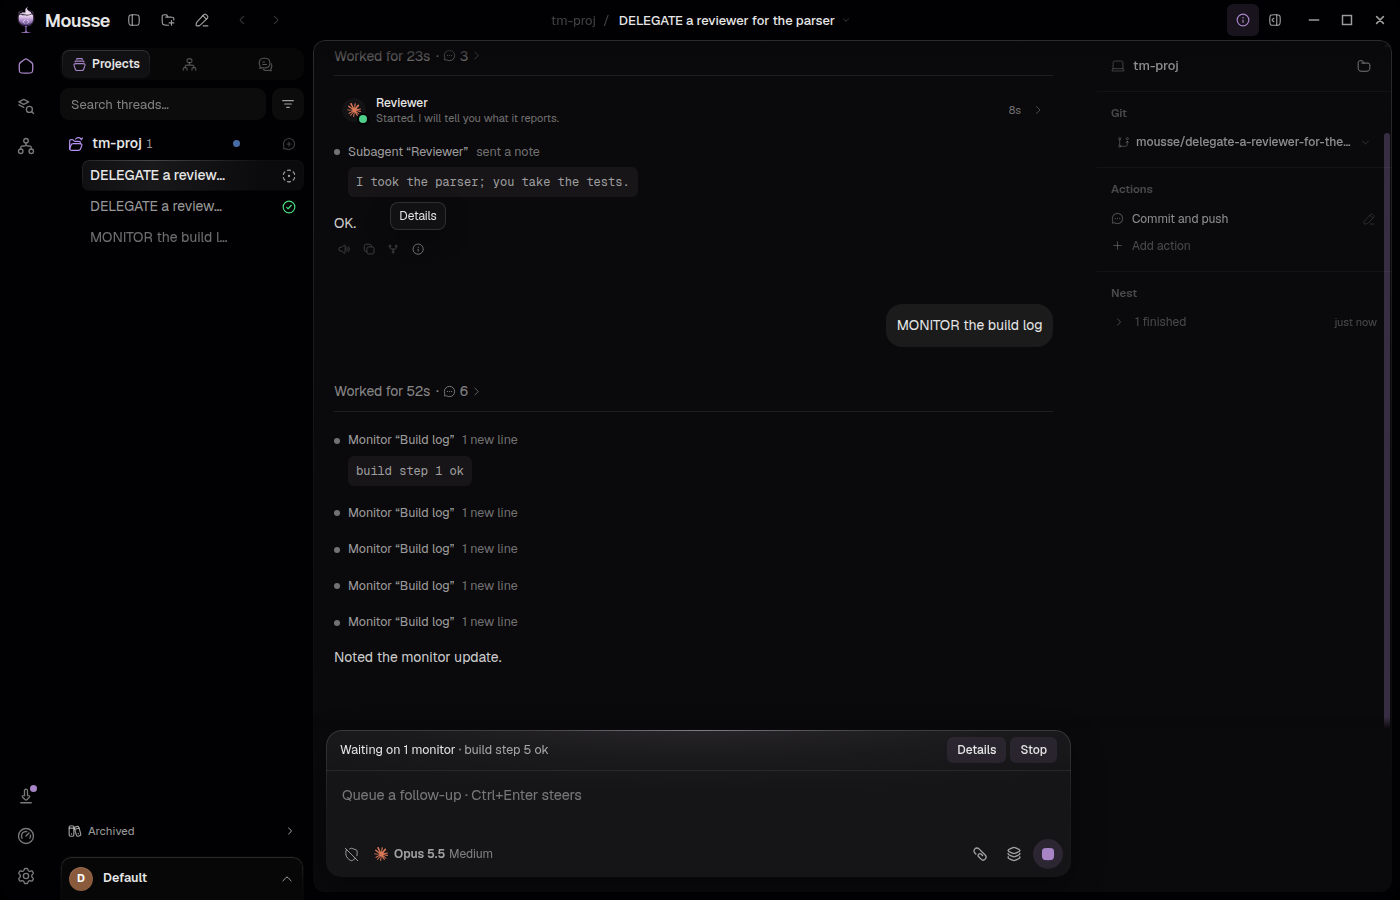 Mousse
tm-proj / DELEGATE a reviewer for the parser
Projects
Search threads...
tm-proj 1
DELEGATE a review...
DELEGATE a review...
MONITOR the build l...
Archived
D Default
Worked for 23s · 3
Reviewer
Started. I will tell you what it reports.
8s
Subagent “Reviewer” sent a note
I took the parser; you take the tests.
OK.
Details
MONITOR the build log
Worked for 52s · 6
Monitor “Build log” 1 new line
build step 1 ok
Monitor “Build log” 1 new line
Monitor “Build log” 1 new line
Monitor “Build log” 1 new line
Monitor “Build log” 1 new line
Noted the monitor update.
Waiting on 1 monitor · build step 5 ok
Details
Stop
Queue a follow-up · Ctrl+Enter steers
Opus 5.5 Medium
tm-proj
Git
mousse/delegate-a-reviewer-for-the...
Actions
Commit and push
Add action
Nest
1 finished
just now